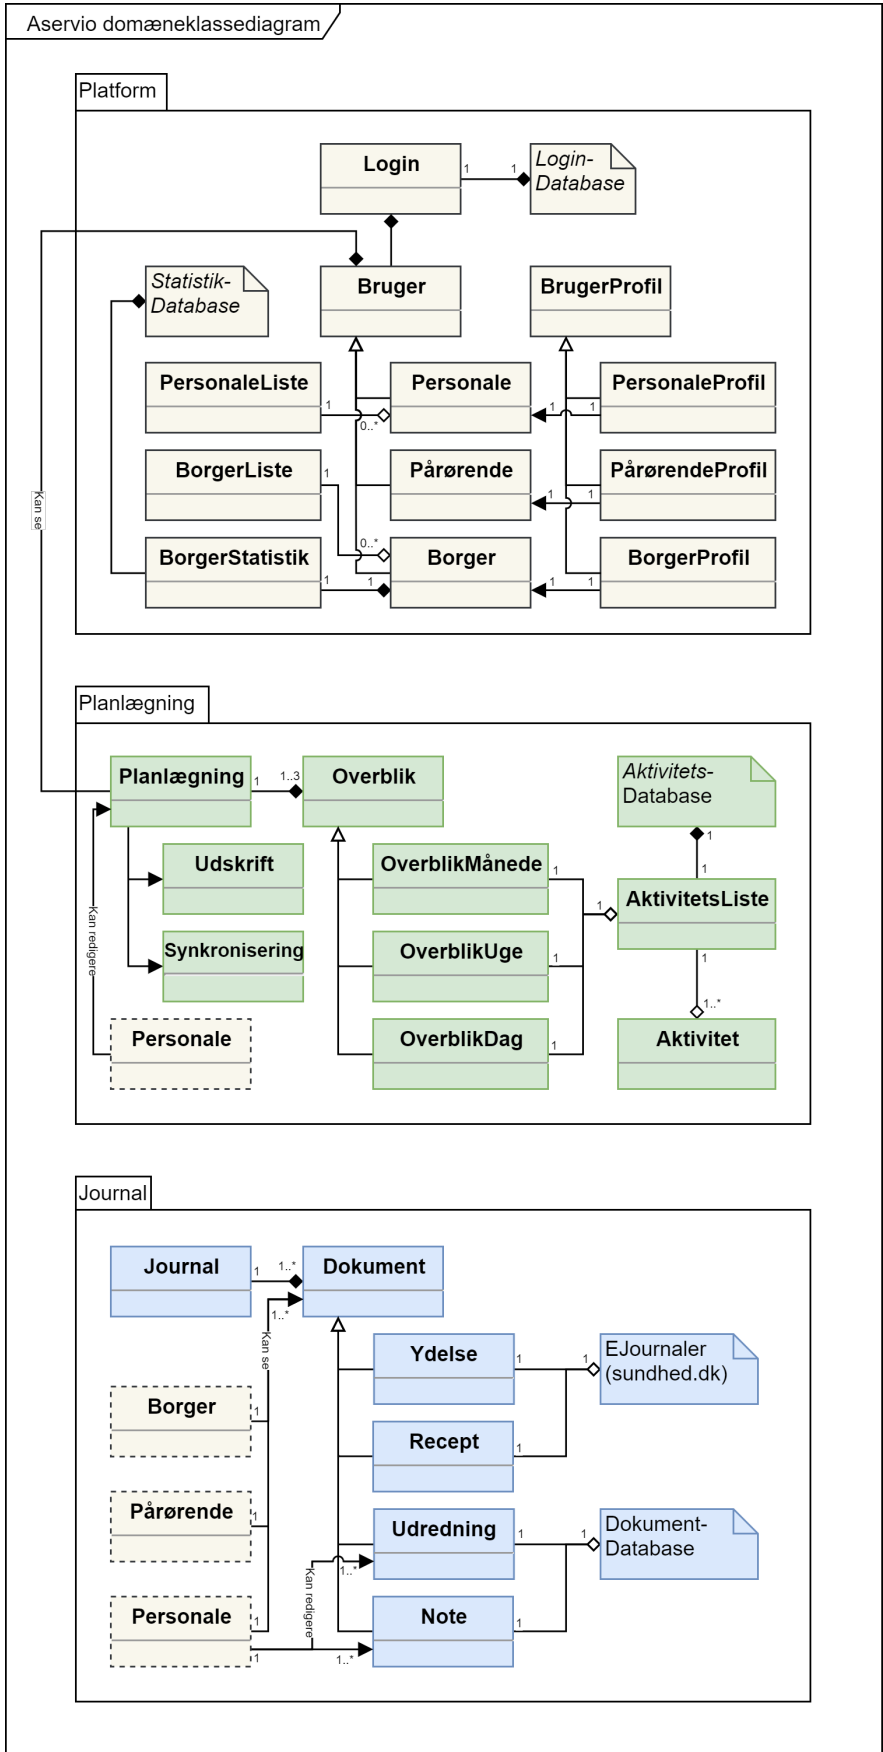 Aservio domæneklassediagram
Platform
Login
1
1
Login-
Database
Statistik-
Database
Bruger
BrugerProfil
PersonaleListe
1
0..*
Personale
1
1
PersonaleProfil
BorgerListe
1
Pårørende
1
1
PårørendeProfil
Kan se
0..*
BorgerStatistik
1
1
Borger
1
1
BorgerProfil
Planlægning
Planlægning
1
1..3
Overblik
Aktivitets-
Database
1
1
Udskrift
OverblikMånede
1
1
AktivitetsListe
Kan redigere
Synkronisering
OverblikUge
1
1
1..*
Personale
OverblikDag
1
Aktivitet
Journal
Journal
1
1..*
Dokument
1..*
Kan se
Ydelse
1
1
EJournaler
(sundhed.dk)
Borger
1
Recept
1
Pårørende
1
Udredning
1
1
Dokument-
Database
1..*
Kan redigere
Personale
1
1
1..*
Note
1